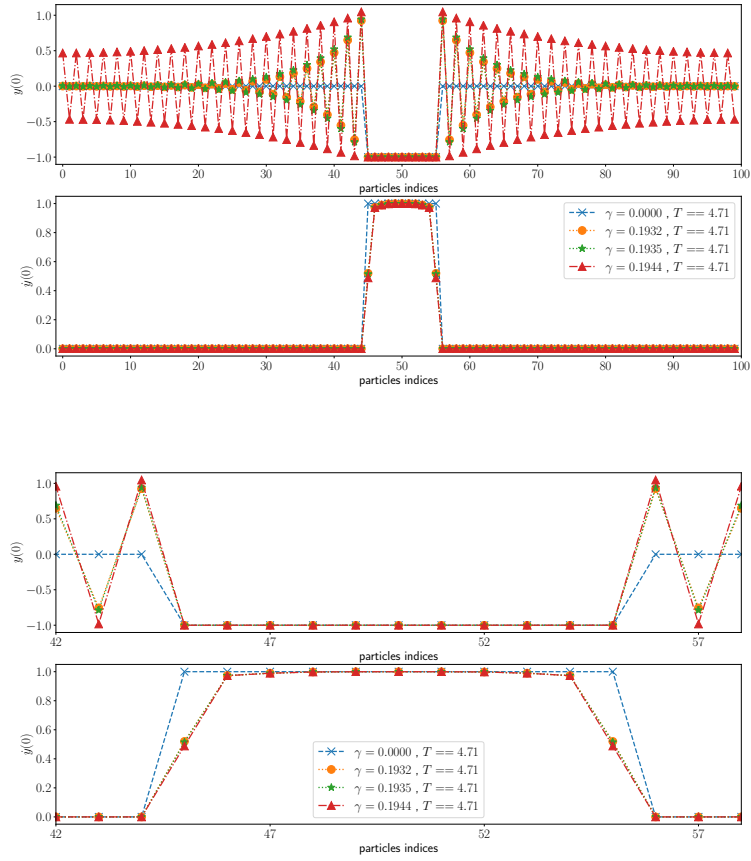 1.0
0.5
0.0
−0.5
−1.0
y(0)
0 10 20 30 40 50 60 70 80 90 100
particles indices
1.0
0.8
0.6
0.4
0.2
0.0
ẏ(0)
γ = 0.0000 , T == 4.71
γ = 0.1932 , T == 4.71
γ = 0.1935 , T == 4.71
γ = 0.1944 , T == 4.71
0 10 20 30 40 50 60 70 80 90 100
particles indices
1.0
0.5
0.0
−0.5
−1.0
y(0)
42 47 52 57
particles indices
1.0
0.8
0.6
0.4
0.2
0.0
ẏ(0)
γ = 0.0000 , T == 4.71
γ = 0.1932 , T == 4.71
γ = 0.1935 , T == 4.71
γ = 0.1944 , T == 4.71
42 47 52 57
particles indices